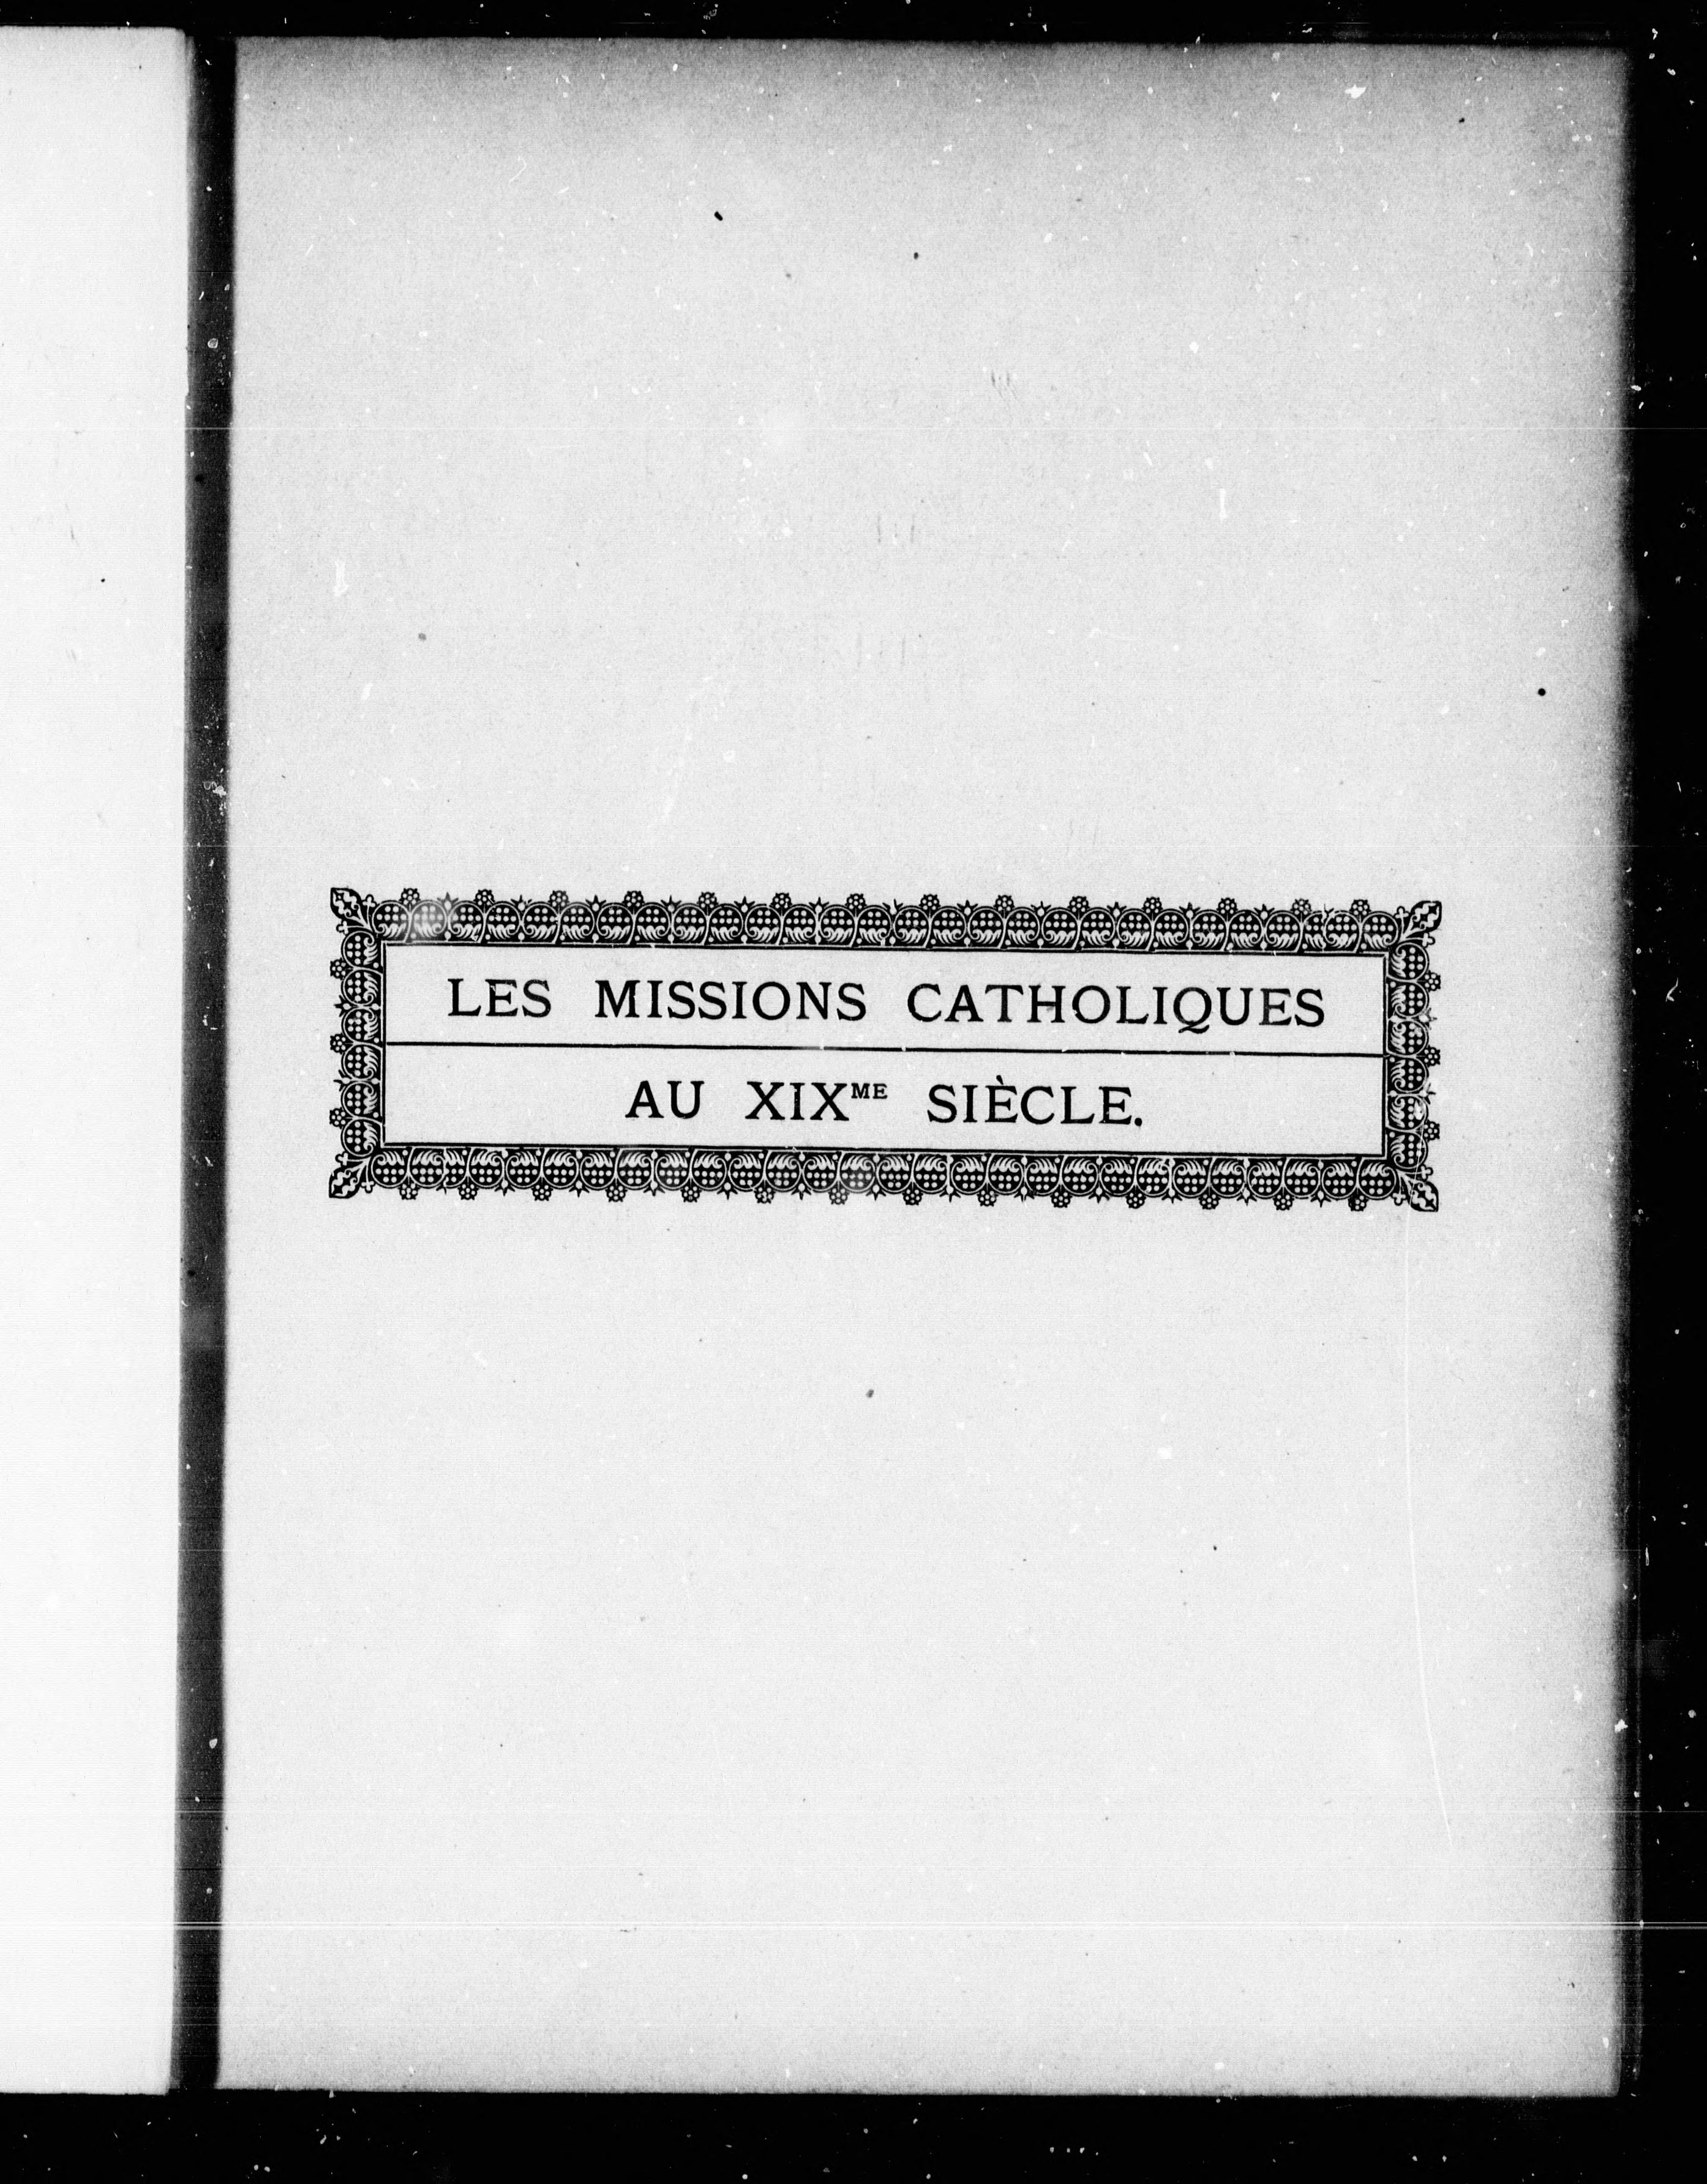 LES MISSIONS CATHOLIQUES
AU XIXME SIÈCLE.